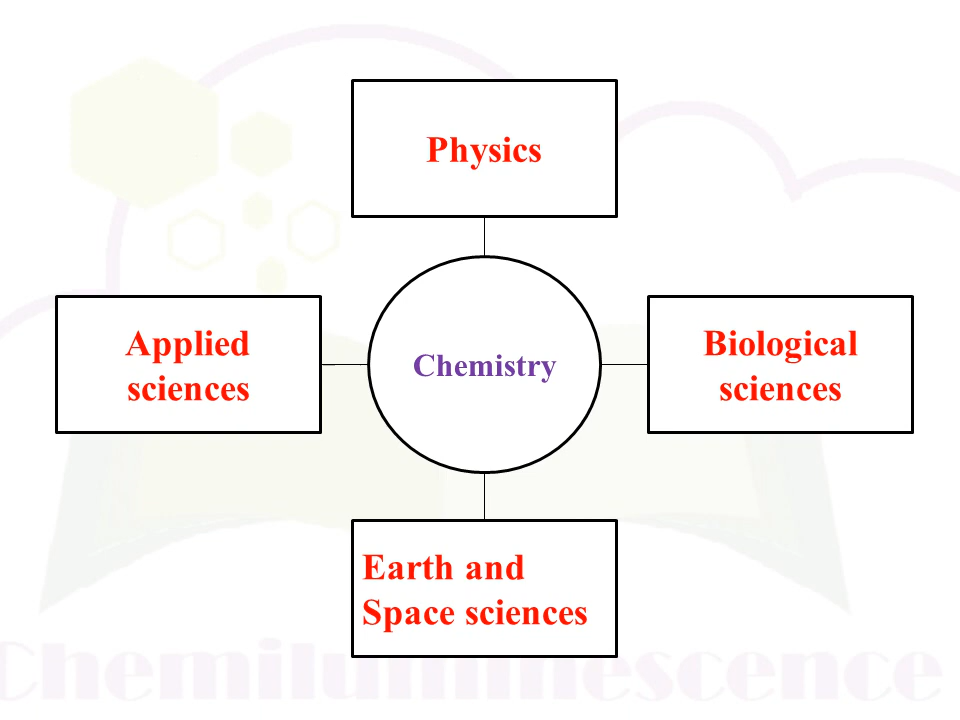 Physics
Applied
sciences
Chemistry
Biological
sciences
Earth and
Space sciences
Chemiluminescence